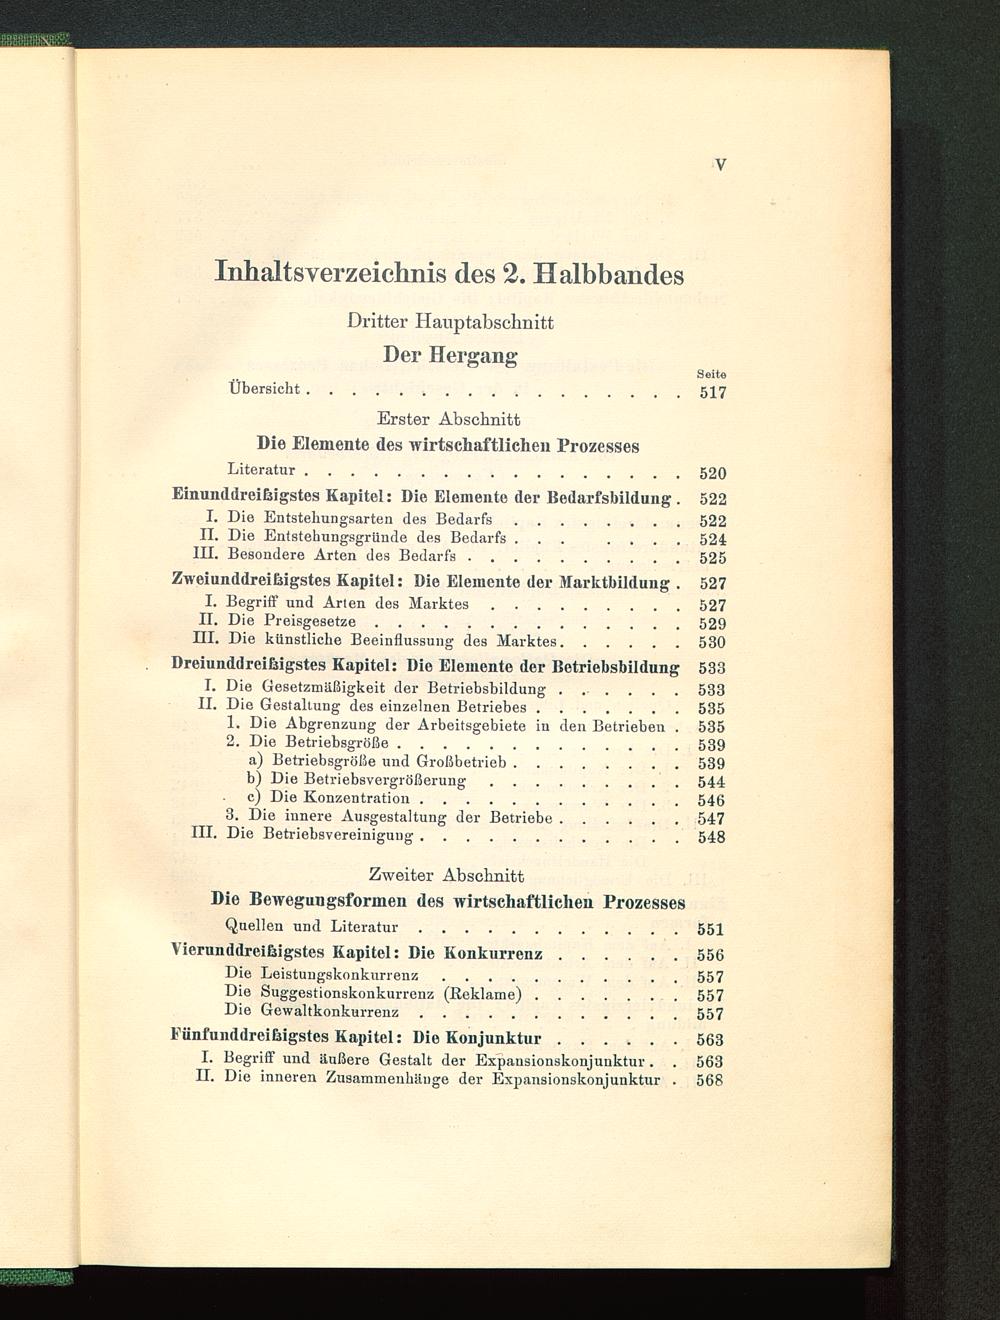 V
Inhaltsverzeichnis des 2. Halbbandes
Dritter Hauptabschnitt
Der Hergang
Seite
Übersicht . . . . . . . . . . . . . . . . . 517
Erster Abschnitt
Die Elemente des wirtschaftlichen Prozesses
Literatur . . . . . . . . . . . . . . . . . 520
Einunddreißigstes Kapitel: Die Elemente der Bedarfsbildung . 522
I. Die Entstehungsarten des Bedarfs . . . . . . . . 522
II. Die Entstehungsgründe des Bedarfs . . . . . . . 524
III. Besondere Arten des Bedarfs . . . . . . . . . . 525
Zweiunddreißigstes Kapitel: Die Elemente der Marktbildung . 527
I. Begriff und Arten des Marktes . . . . . . . . . 527
II. Die Preisgesetze . . . . . . . . . . . . . . 529
III. Die künstliche Beeinflussung des Marktes . . . . . . 530
Dreiunddreißigstes Kapitel: Die Elemente der Betriebsbildung 533
I. Die Gesetzmäßigkeit der Betriebsbildung . . . . . . 533
II. Die Gestaltung des einzelnen Betriebes . . . . . . . 535
1. Die Abgrenzung der Arbeitsgebiete in den Betrieben . 535
2. Die Betriebsgröße . . . . . . . . . . . . . 539
a) Betriebsgröße und Großbetrieb . . . . . . . . 539
b) Die Betriebsvergrößerung . . . . . . . . . 544
c) Die Konzentration . . . . . . . . . . . . 546
3. Die innere Ausgestaltung der Betriebe . . . . . . 547
III. Die Betriebsvereinigung . . . . . . . . . . . . 548
Zweiter Abschnitt
Die Bewegungsformen des wirtschaftlichen Prozesses
Quellen und Literatur . . . . . . . . . . . . 551
Vierunddreißigstes Kapitel: Die Konkurrenz . . . . . . 556
Die Leistungskonkurrenz . . . . . . . . . . . 557
Die Suggestionskonkurrenz (Reklame) . . . . . . . 557
Die Gewaltkonkurrenz . . . . . . . . . . . . 557
Fünfunddreißigstes Kapitel: Die Konjunktur . . . . . . 563
I. Begriff und äußere Gestalt der Expansionskonjunktur . . 563
II. Die inneren Zusammenhänge der Expansionskonjunktur . 568